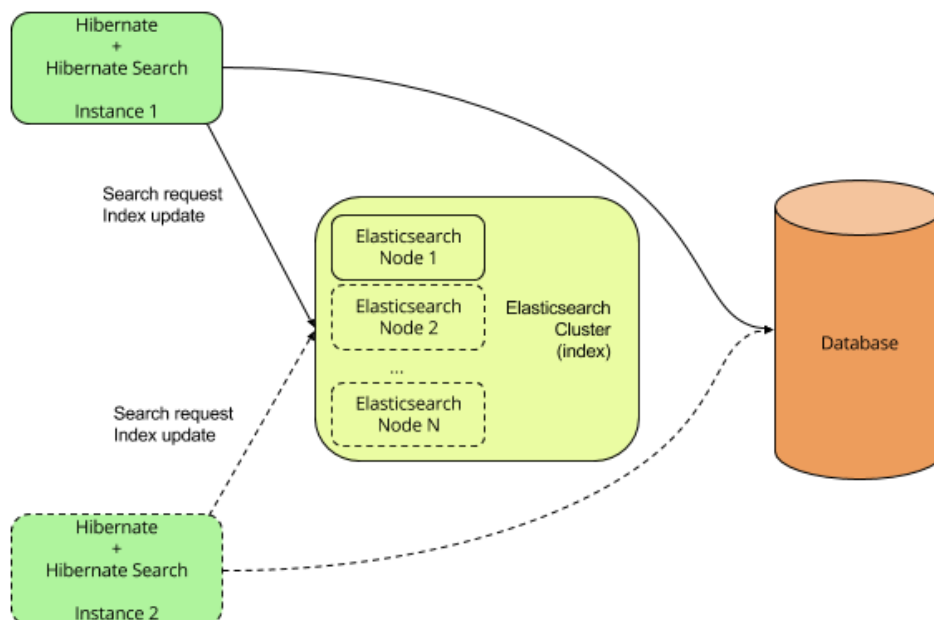 Hibernate
+
Hibernate Search
Instance 1
Search request
Index update
Elasticsearch
Node 1
Elasticsearch
Node 2
...
Elasticsearch
Node N
Elasticsearch
Cluster
(index)
Database
Search request
Index update
Hibernate
+
Hibernate Search
Instance 2